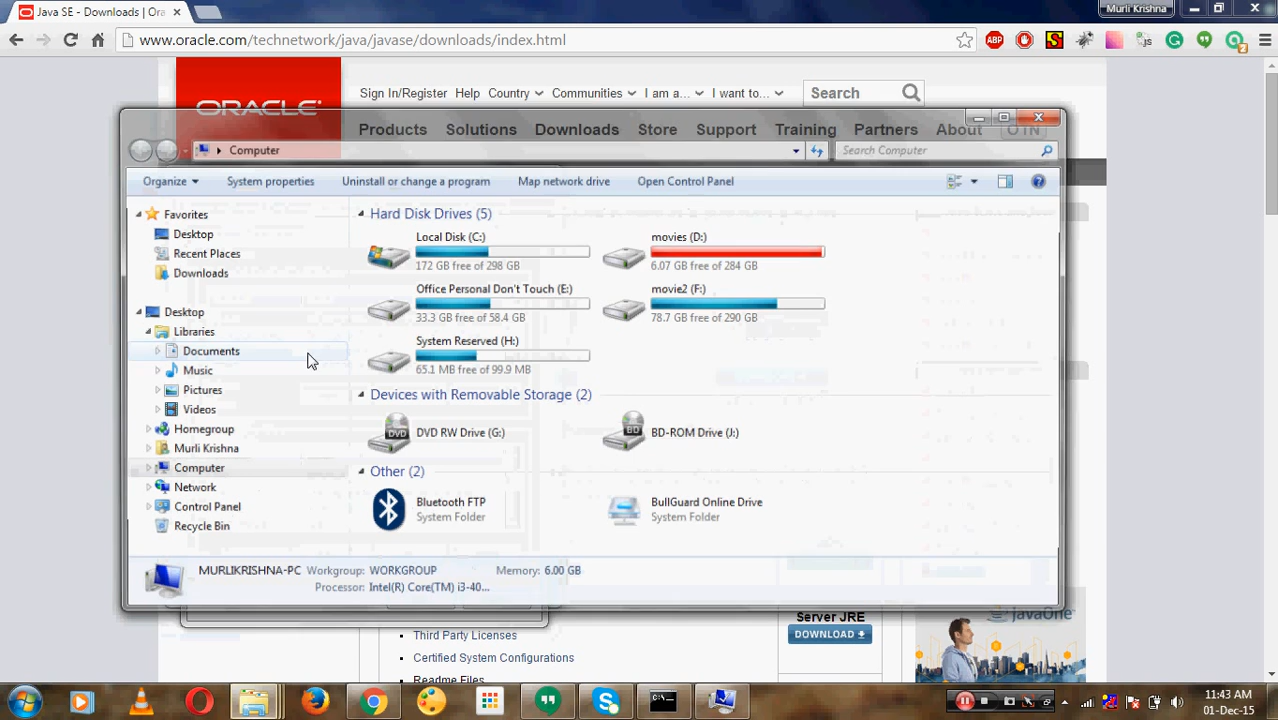 Java SE - Downloads | Ora
Murli Krishna
www.oracle.com/technetwork/java/javase/downloads/index.html
ORACLE
Sign In/Register Help Country Communities I am a... I want to... Search
Products Solutions Downloads Store Support Training Partners About OTN
Computer
Search Computer
Organize System properties Uninstall or change a program Map network drive Open Control Panel
Favorites
Desktop
Recent Places
Downloads
Desktop
Libraries
Documents
Music
Pictures
Videos
Homegroup
Murli Krishna
Computer
Network
Control Panel
Recycle Bin
Hard Disk Drives (5)
Local Disk (C:)
172 GB free of 298 GB
movies (D:)
6.07 GB free of 284 GB
Office Personal Don't Touch (E:)
33.3 GB free of 58.4 GB
movie2 (F:)
78.7 GB free of 290 GB
System Reserved (H:)
65.1 MB free of 99.9 MB
Devices with Removable Storage (2)
DVD
DVD RW Drive (G:)
BD
BD-ROM Drive (J:)
Other (2)
Bluetooth FTP
System Folder
BullGuard Online Drive
System Folder
MURLIKRISHNA-PC Workgroup: WORKGROUP Memory: 6.00 GB
Processor: Intel(R) Core(TM) i3-40...
Third Party Licenses
Certified System Configurations
Readme Files
Server JRE
DOWNLOAD
JavaOne
11:43 AM
01-Dec-15